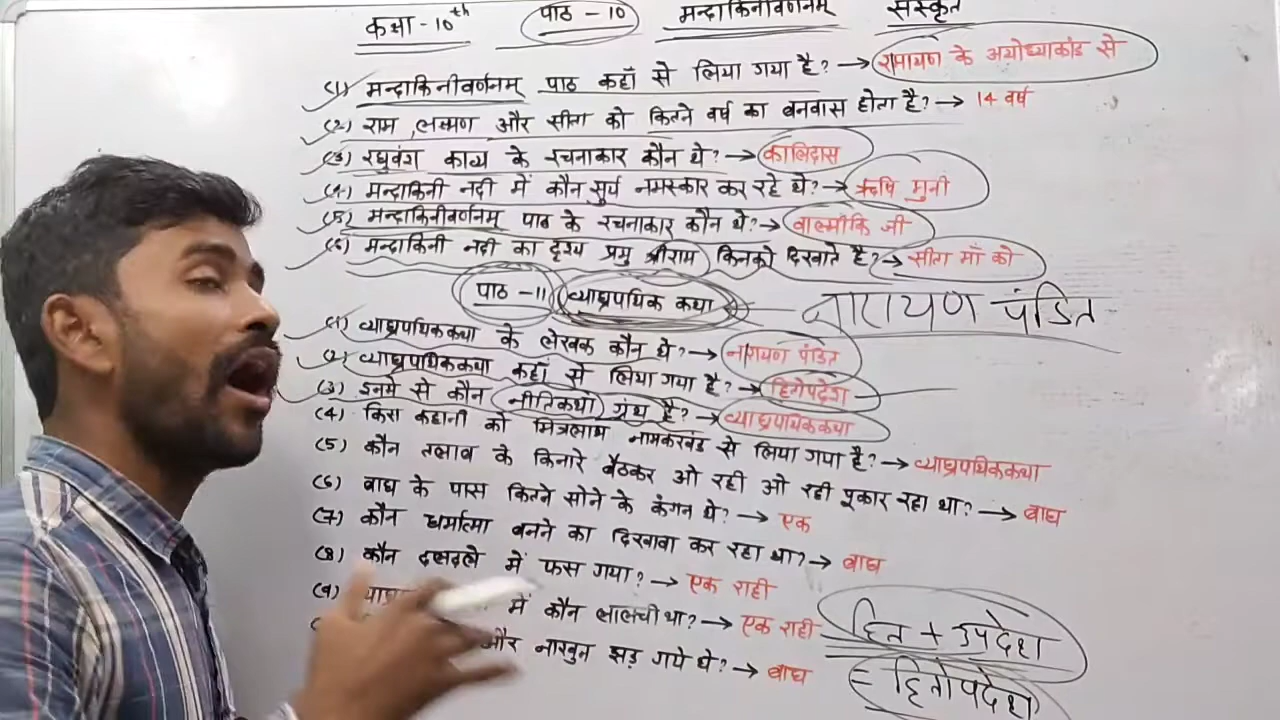 कक्षा - 10th पाठ - 10 मन्दाकिनीवर्णनम् संस्कृत
(1) मन्दाकिनीवर्णनम् पाठ कहाँ से लिया गया है? → रामायण के अयोध्याकांड से
(2) राम, लक्ष्मण और सीता को कितने वर्ष का वनवास होता है? → 14 वर्ष
(3) रघुवंश काव्य के रचनाकार कौन थे? → कालिदास
(4) मन्दाकिनी नदी में कौन सुर्य नमस्कार कर रहे थे? → ऋषि मुनी
(5) मन्दाकिनीवर्णनम् पाठ के रचनाकार कौन थे? → वाल्मीकि जी
(6) मन्दाकिनी नदी का दृश्य प्रभु श्रीराम किनको दिखाते है? → सीता माँ को
पाठ - 11 व्याघ्रपथिक कथा नारायण पंडित
(1) व्याघ्रपथिककथा के लेखक कौन थे? → नारायण पंडित
(2) व्याघ्रपथिककथा कहाँ से लिया गया है? → हितोपदेश
(3) इनमे से कौन नीतिकथा ग्रंथ है? → व्याघ्रपथिककथा
(4) किस कहानी को मित्रलाभ नामकरखंड से लिया गया है? → व्याघ्रपथिककथा
(5) कौन तलाव के किनारे बैठकर ओ रही ओ रही पूकार रहा था? → बाघ
(6) बाघ के पास कितने सोने के कंगन थे? → एक
(7) कौन धर्मात्मा बनने का दिखावा कर रहा था? → बाघ
(8) कौन दलदले में फस गया? → एक राही
(9) में कौन लालची था? → एक राही
और नाखुन झड़ गये थे? → बाघ
हित + उपदेश
= हितोपदेश